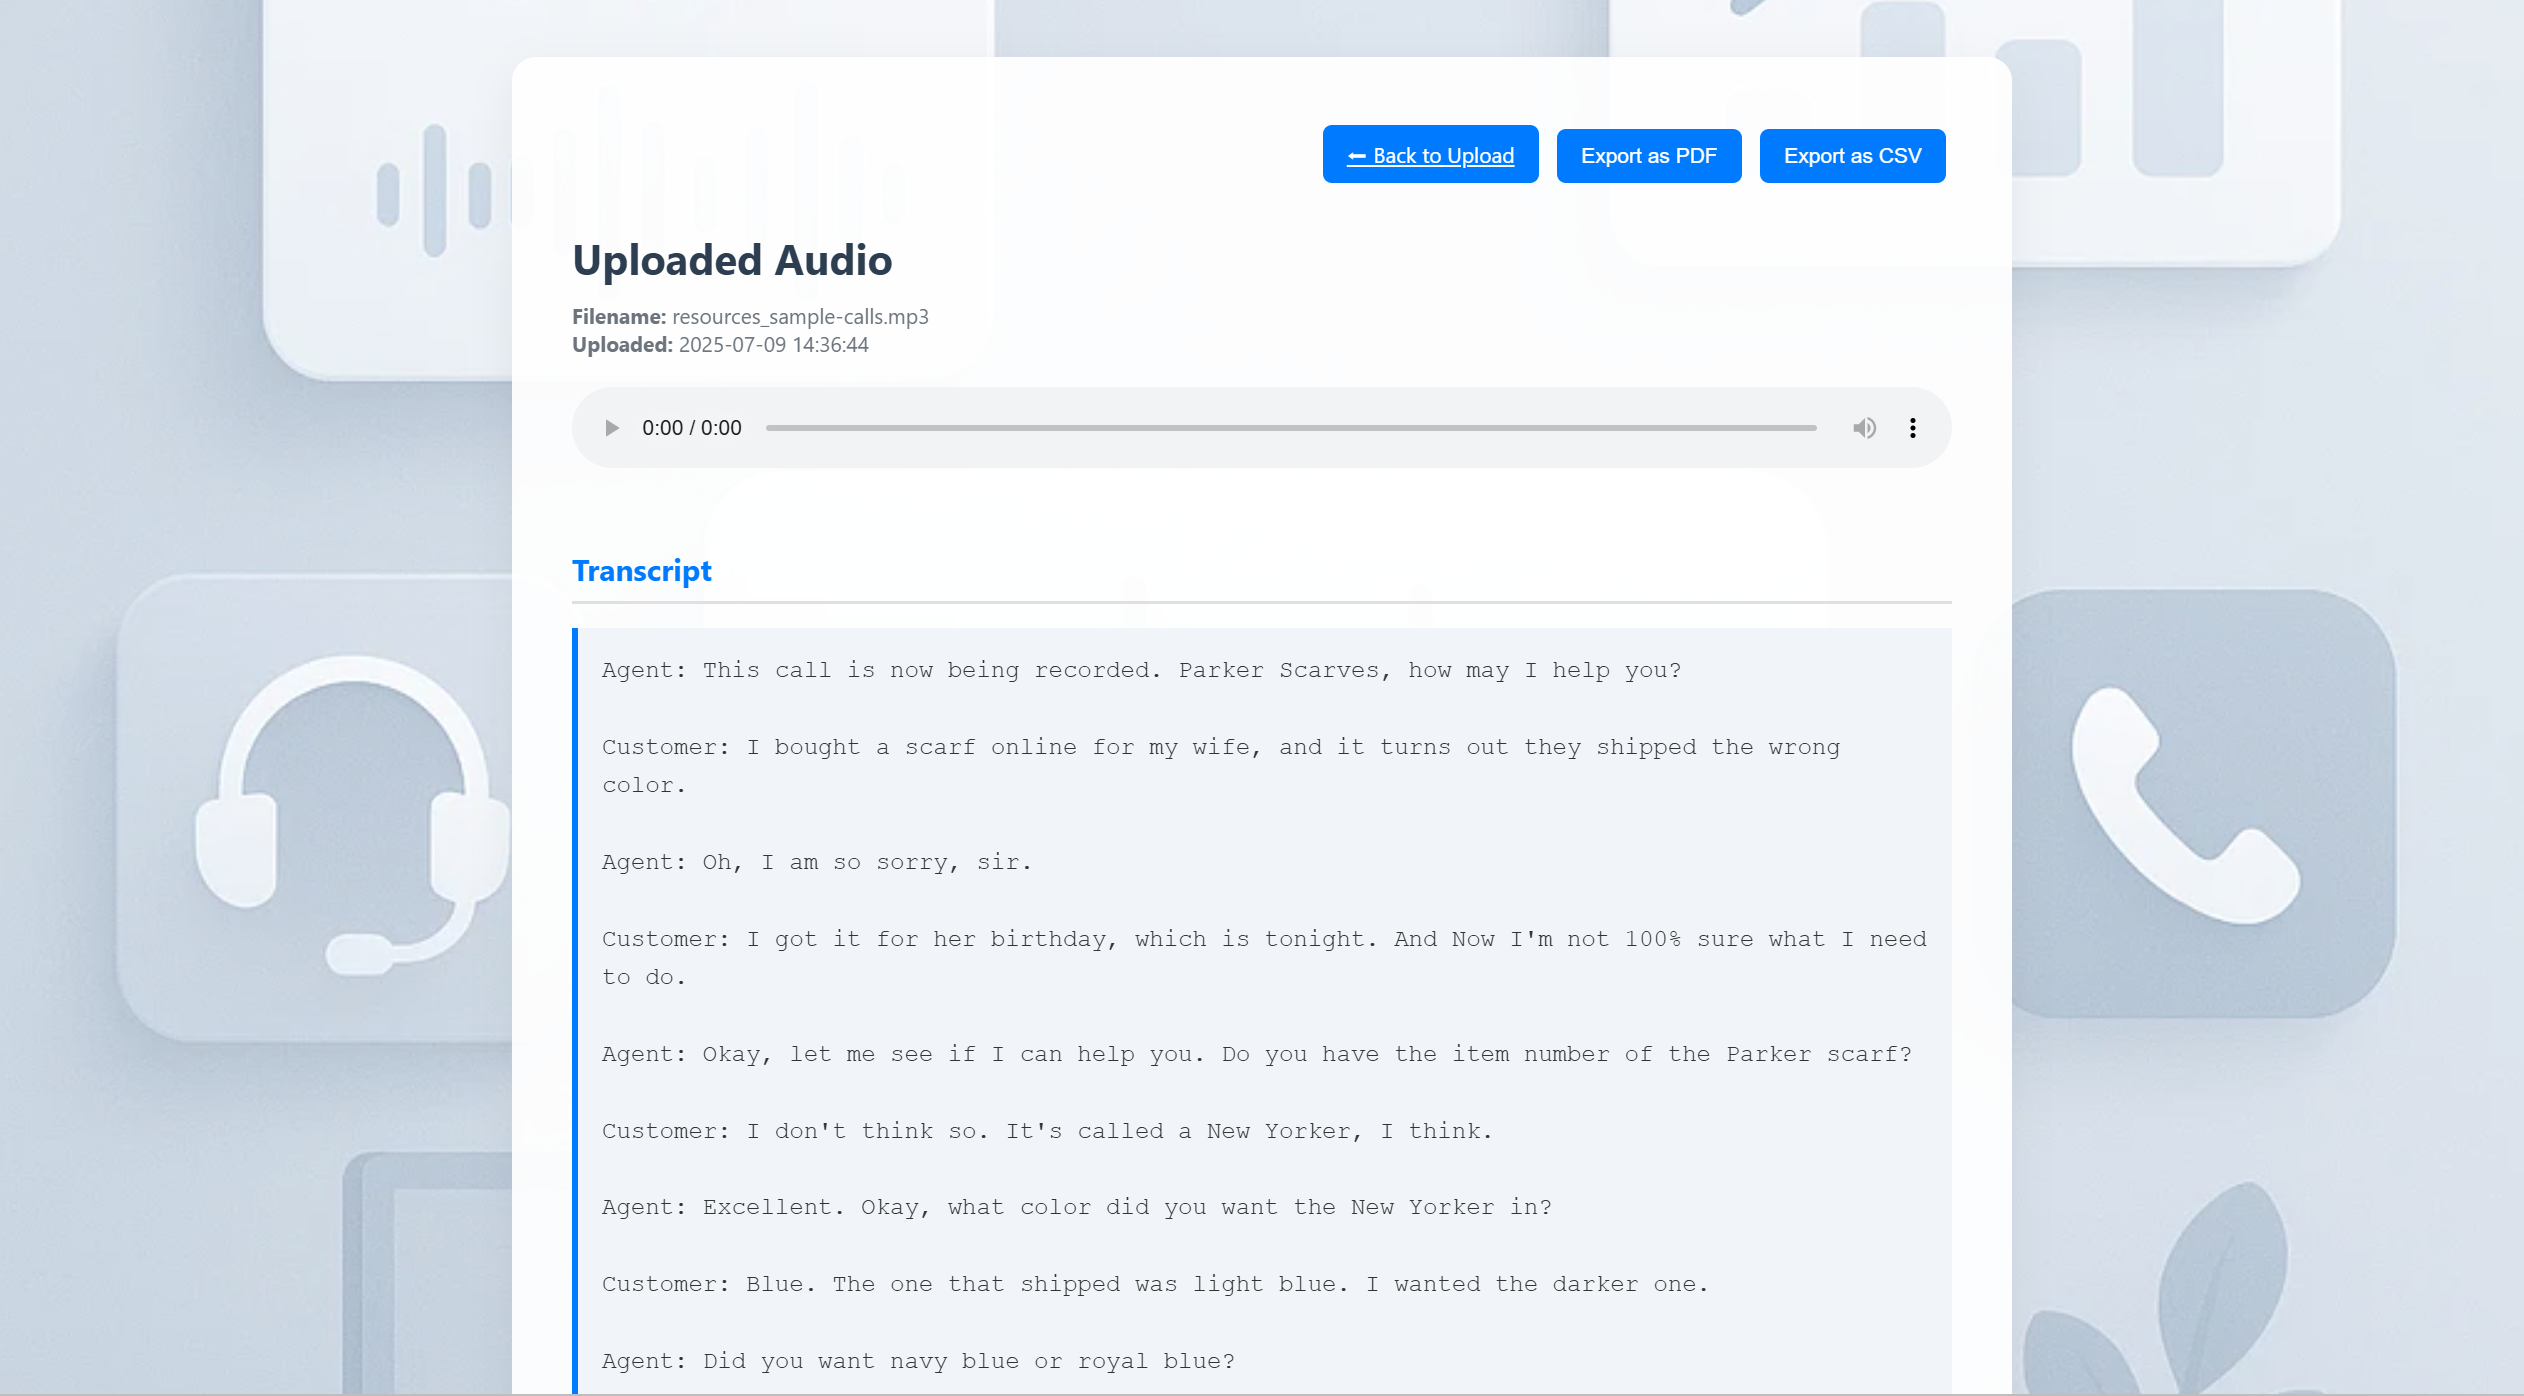 ← Back to Upload
Export as PDF
Export as CSV
Uploaded Audio
Filename: resources_sample-calls.mp3
Uploaded: 2025-07-09 14:36:44
0:00 / 0:00
Transcript
Agent: This call is now being recorded. Parker Scarves, how may I help you?
Customer: I bought a scarf online for my wife, and it turns out they shipped the wrong
color.
Agent: Oh, I am so sorry, sir.
Customer: I got it for her birthday, which is tonight. And Now I'm not 100% sure what I need
to do.
Agent: Okay, let me see if I can help you. Do you have the item number of the Parker scarf?
Customer: I don't think so. It's called a New Yorker, I think.
Agent: Excellent. Okay, what color did you want the New Yorker in?
Customer: Blue. The one that shipped was light blue. I wanted the darker one.
Agent: Did you want navy blue or royal blue?